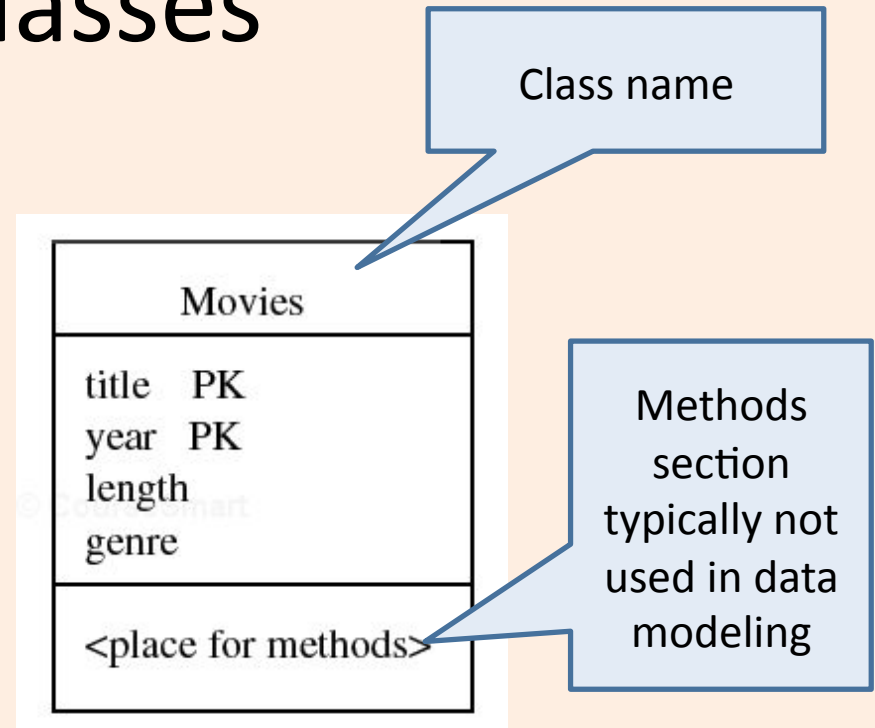 lasses
Class name
Movies
title PK
year PK
length
genre
<place for methods>
Methods
section
typically not
used in data
modeling